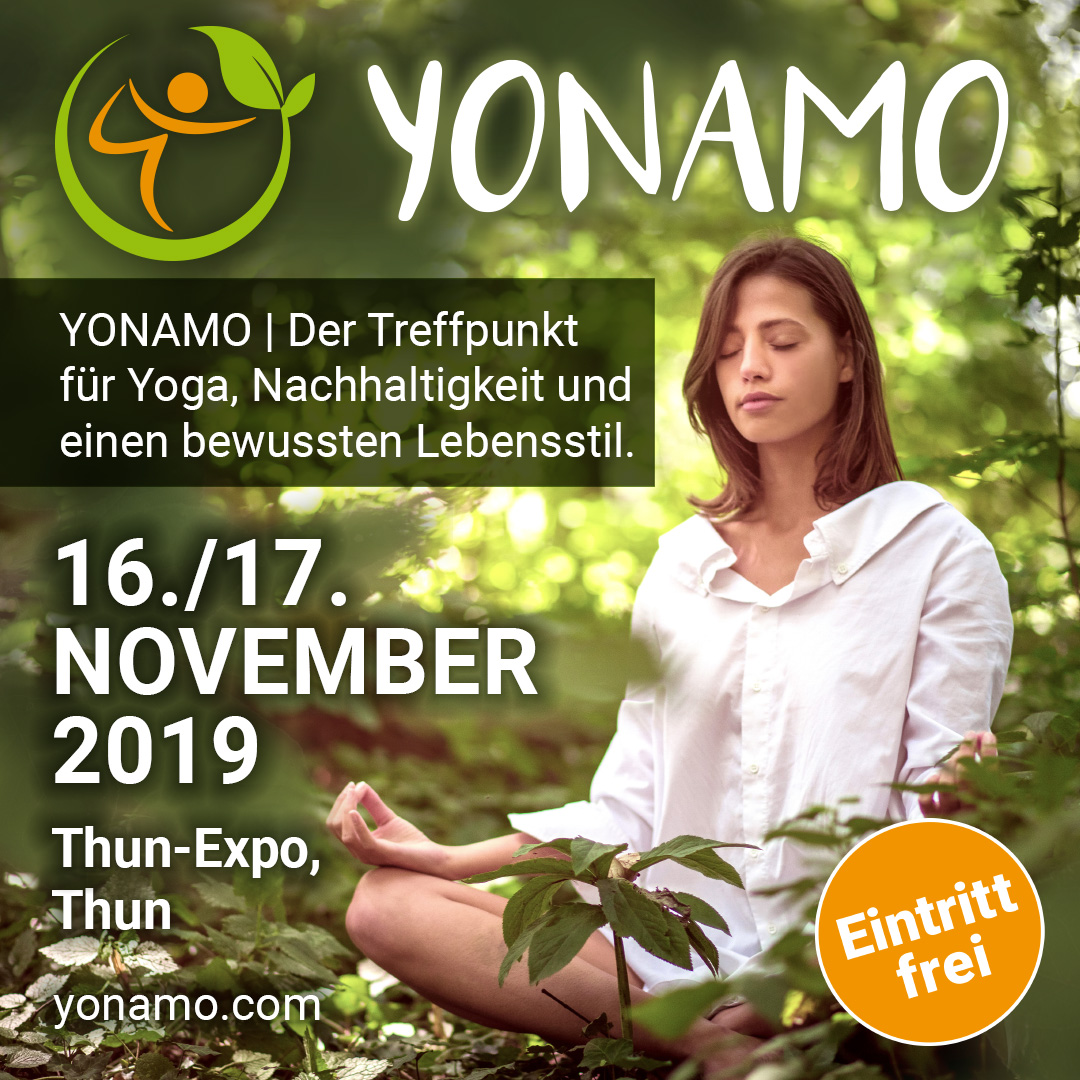 YONAMO
YONAMO | Der Treffpunkt
für Yoga, Nachhaltigkeit und
einen bewussten Lebensstil.
16./17.
NOVEMBER
2019
Thun-Expo,
Thun
yonamo.com
Eintritt
frei